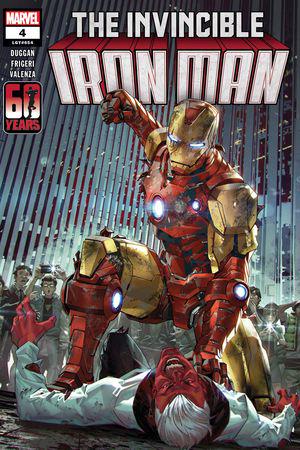 MARVEL
4
LGY#654
DUGGAN
FRIGERI
VALENZA
60
YEARS
THE INVINCIBLE
IRON MAN